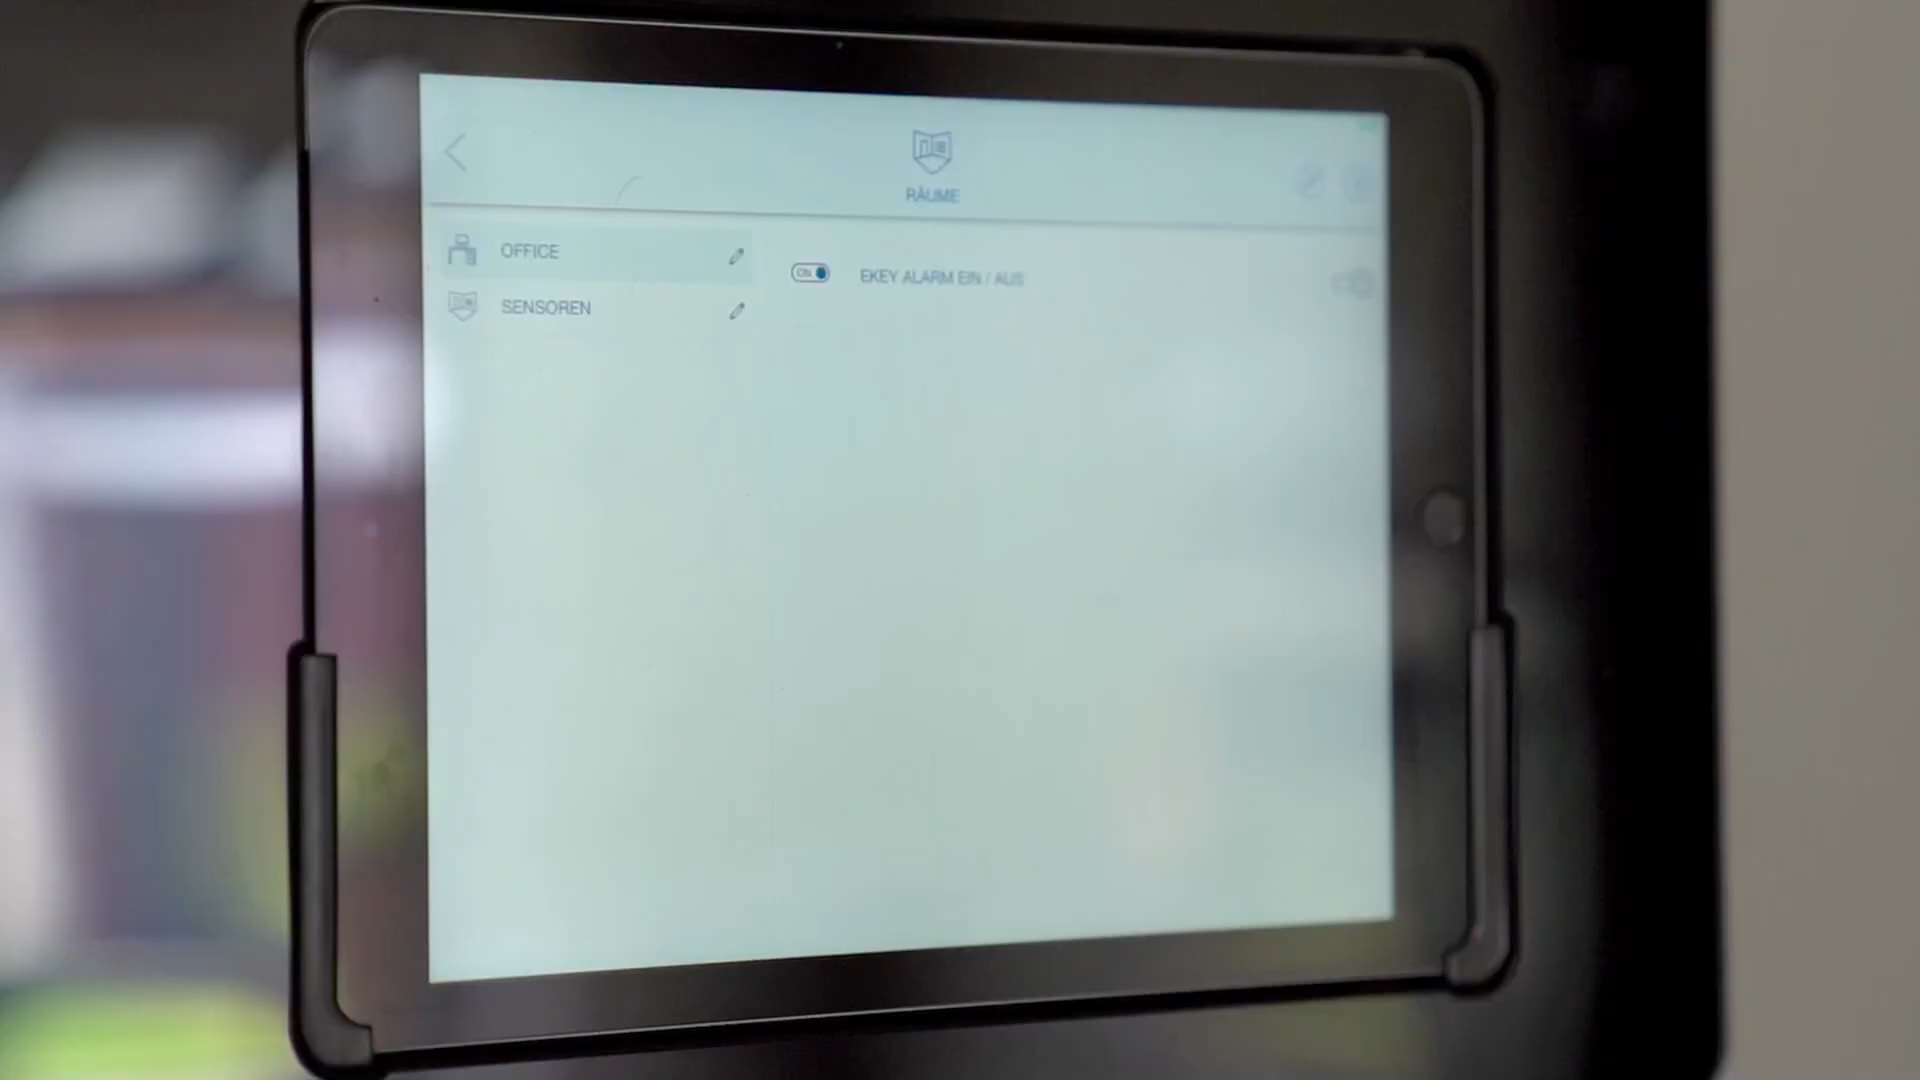 RÄUME
OFFICE
SENSOREN
ON
EKEY ALARM EIN / AUS